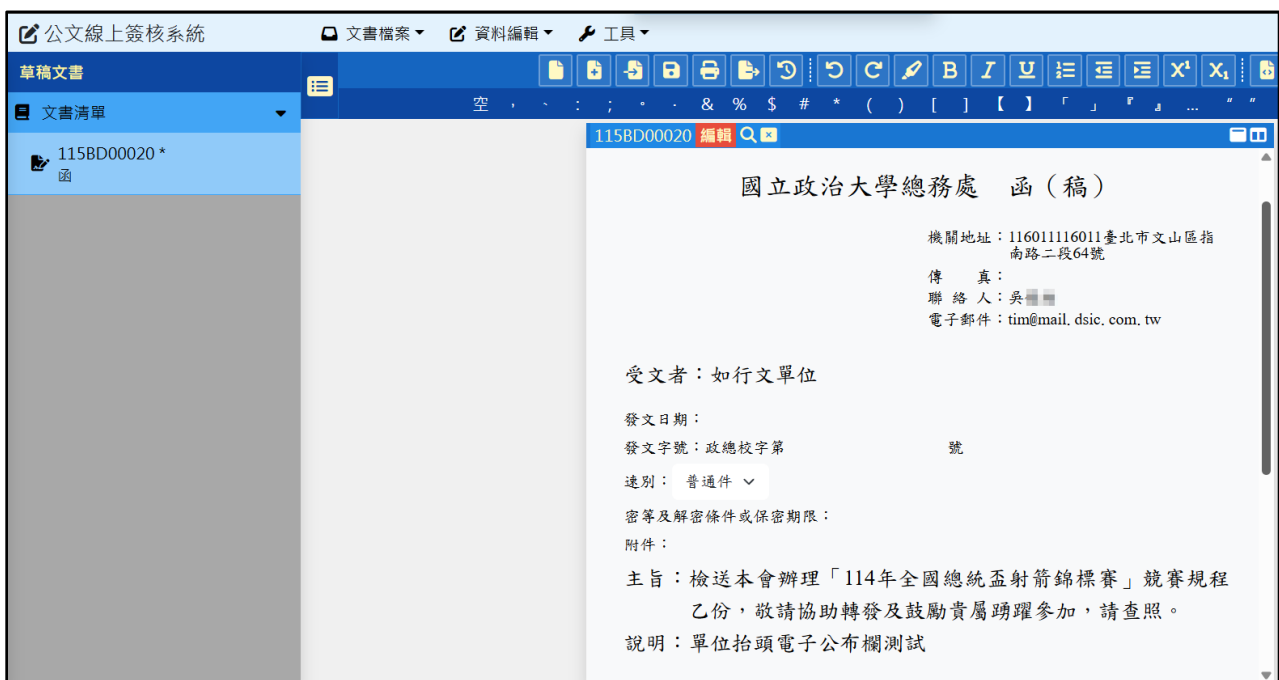 公文線上簽核系統 文書檔案 資料編輯 工具
草稿文書
B I U X¹ X₁
文書清單
空 , 、 : ; 。 · & % $ # * ( ) [ ] 【 】 「 」 『 』 … " "
115BD00020 *
函
115BD00020 編輯
國立政治大學總務處 函（稿）
機關地址：116011116011臺北市文山區指
南路二段64號
傳 真：
聯 絡 人：吳
電子郵件：tim@mail.dsic.com.tw
受文者：如行文單位
發文日期：
發文字號：政總校字第 號
速別： 普通件
密等及解密條件或保密期限：
附件：
主旨：檢送本會辦理「114年全國總統盃射箭錦標賽」競賽規程
乙份，敬請協助轉發及鼓勵貴屬踴躍參加，請查照。
說明：單位抬頭電子公布欄測試